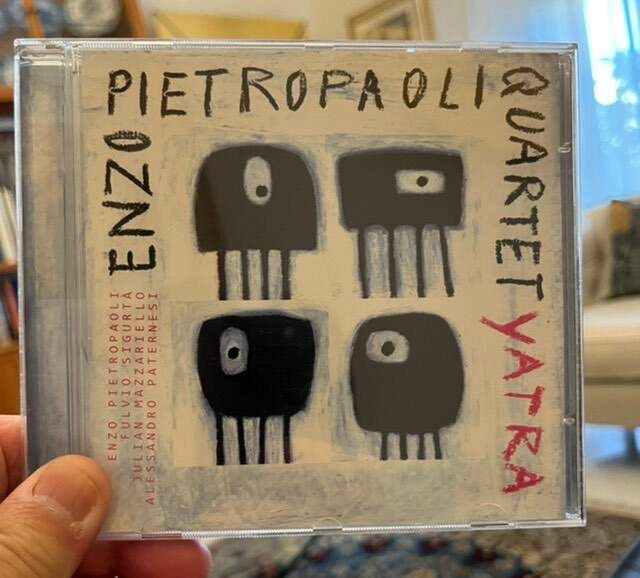 ENZO
PIETROPAOLI
QUARTET
YATRA
ENZO PIETROPAOLI
FULVIO SIGURTÀ
JULIAN MAZZARIELLO
ALESSANDRO PATERNESI